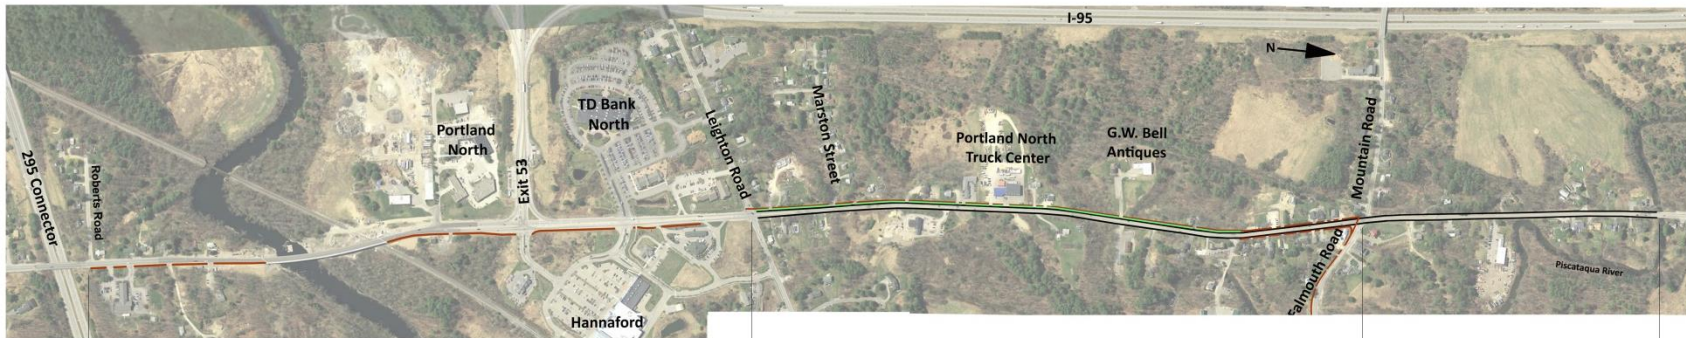 I-95
N
295 Connector
Roberts Road
Portland
North
Exit 53
TD Bank
North
Leighton Road
Marston Street
Portland North
Truck Center
G.W. Bell
Antiques
Mountain Road
Falmouth Road
Piscataqua River
Hannaford